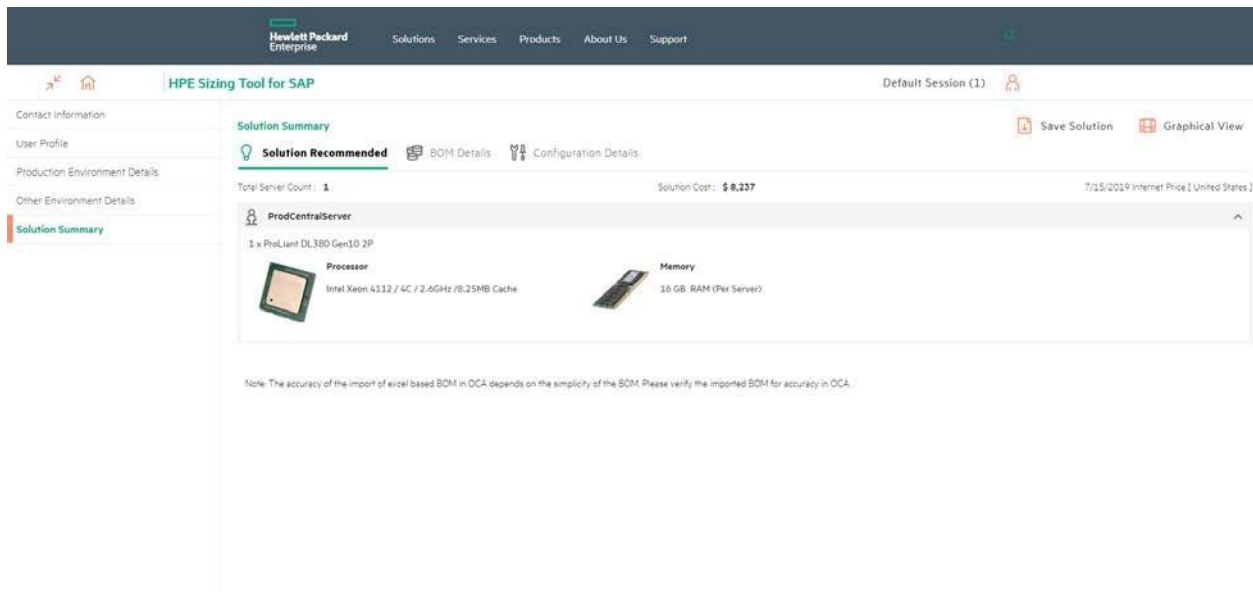 Hewlett Packard
Enterprise
Solutions Services Products About Us Support
HPE Sizing Tool for SAP
Default Session (1)
Contact Information
User Profile
Production Environment Details
Other Environment Details
Solution Summary
Solution Summary
Save Solution Graphical View
Solution Recommended BOM Details Configuration Details
Total Server Count : 1 Solution Cost : $ 8,237 7/15/2019 Internet Price [ United States ]
ProdCentralServer
1 x ProLiant DL380 Gen10 2P
Processor
Intel Xeon 4112 / 4C / 2.6GHz /8.25MB Cache
Memory
16 GB RAM (Per Server)
Note: The accuracy of the import of excel based BOM in OCA depends on the simplicity of the BOM. Please verify the imported BOM for accuracy in OCA.